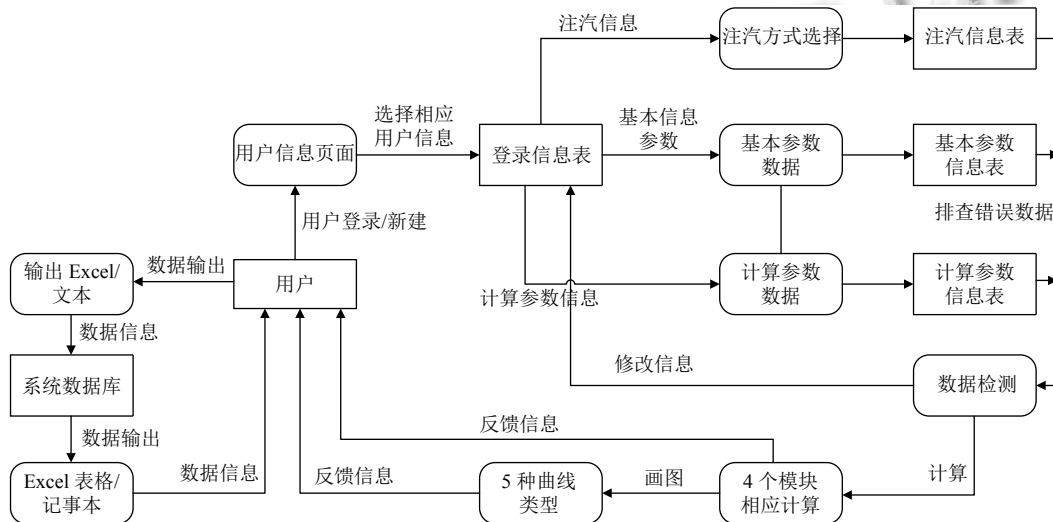 注汽信息
注汽方式选择
注汽信息表
选择相应
用户信息
基本信息
参数
用户信息页面
登录信息表
基本参数
数据
基本参数
信息表
用户登录/新建
排查错误数据
数据输出
输出 Excel/
文本
用户
计算参数信息
计算参数
数据
计算参数
信息表
数据信息
修改信息
系统数据库
数据检测
数据输出
反馈信息
Excel 表格/
记事本
数据信息
反馈信息
5 种曲线
类型
画图
4 个模块
相应计算
计算